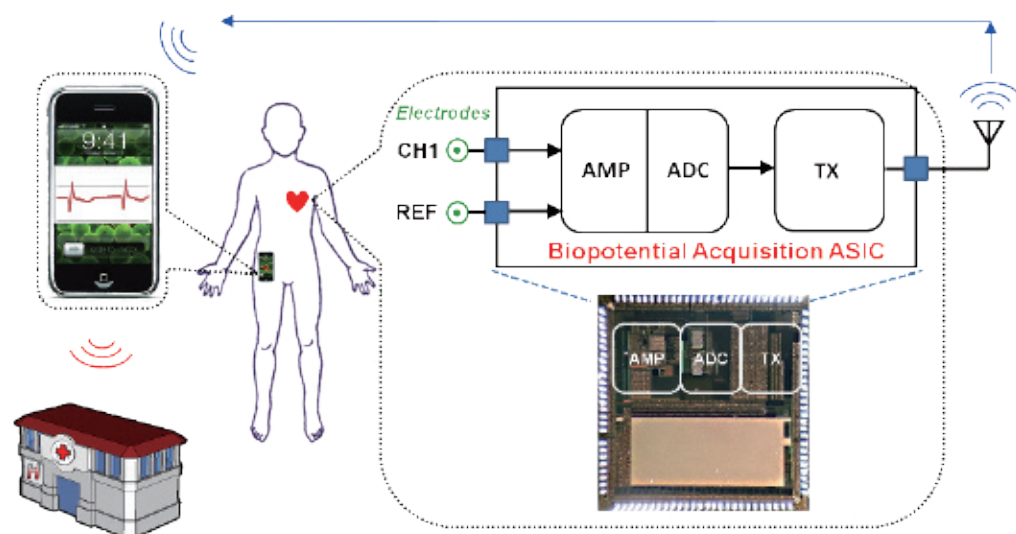 9:41
Electrodes
CH1
REF
AMP
ADC
TX
Biopotential Acquisition ASIC
AMP
ADC
TX
H